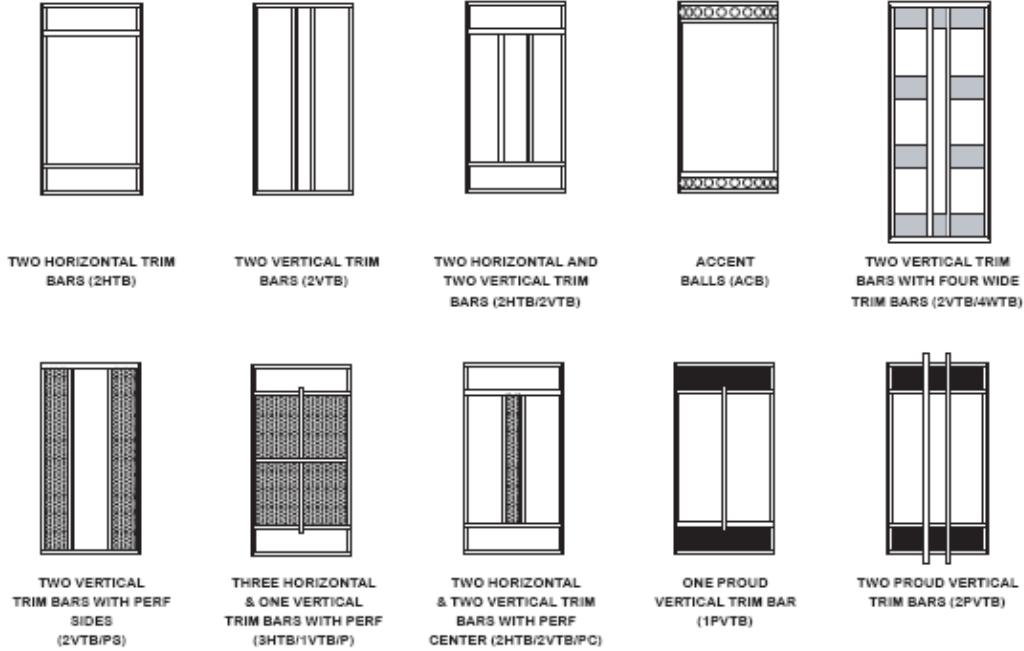 TWO HORIZONTAL TRIM
BARS (2HTB)
TWO VERTICAL TRIM
BARS (2VTB)
TWO HORIZONTAL AND
TWO VERTICAL TRIM
BARS (2HTB/2VTB)
ACCENT
BALLS (ACB)
TWO VERTICAL TRIM
BARS WITH FOUR WIDE
TRIM BARS (2VTB/4WTB)
TWO VERTICAL
TRIM BARS WITH PERF
SIDES
(2VTB/PS)
THREE HORIZONTAL
& ONE VERTICAL
TRIM BARS WITH PERF
(3HTB/1VTB/P)
TWO HORIZONTAL
& TWO VERTICAL TRIM
BARS WITH PERF
CENTER (2HTB/2VTB/PC)
ONE PROUD
VERTICAL TRIM BAR
(1PVTB)
TWO PROUD VERTICAL
TRIM BARS (2PVTB)